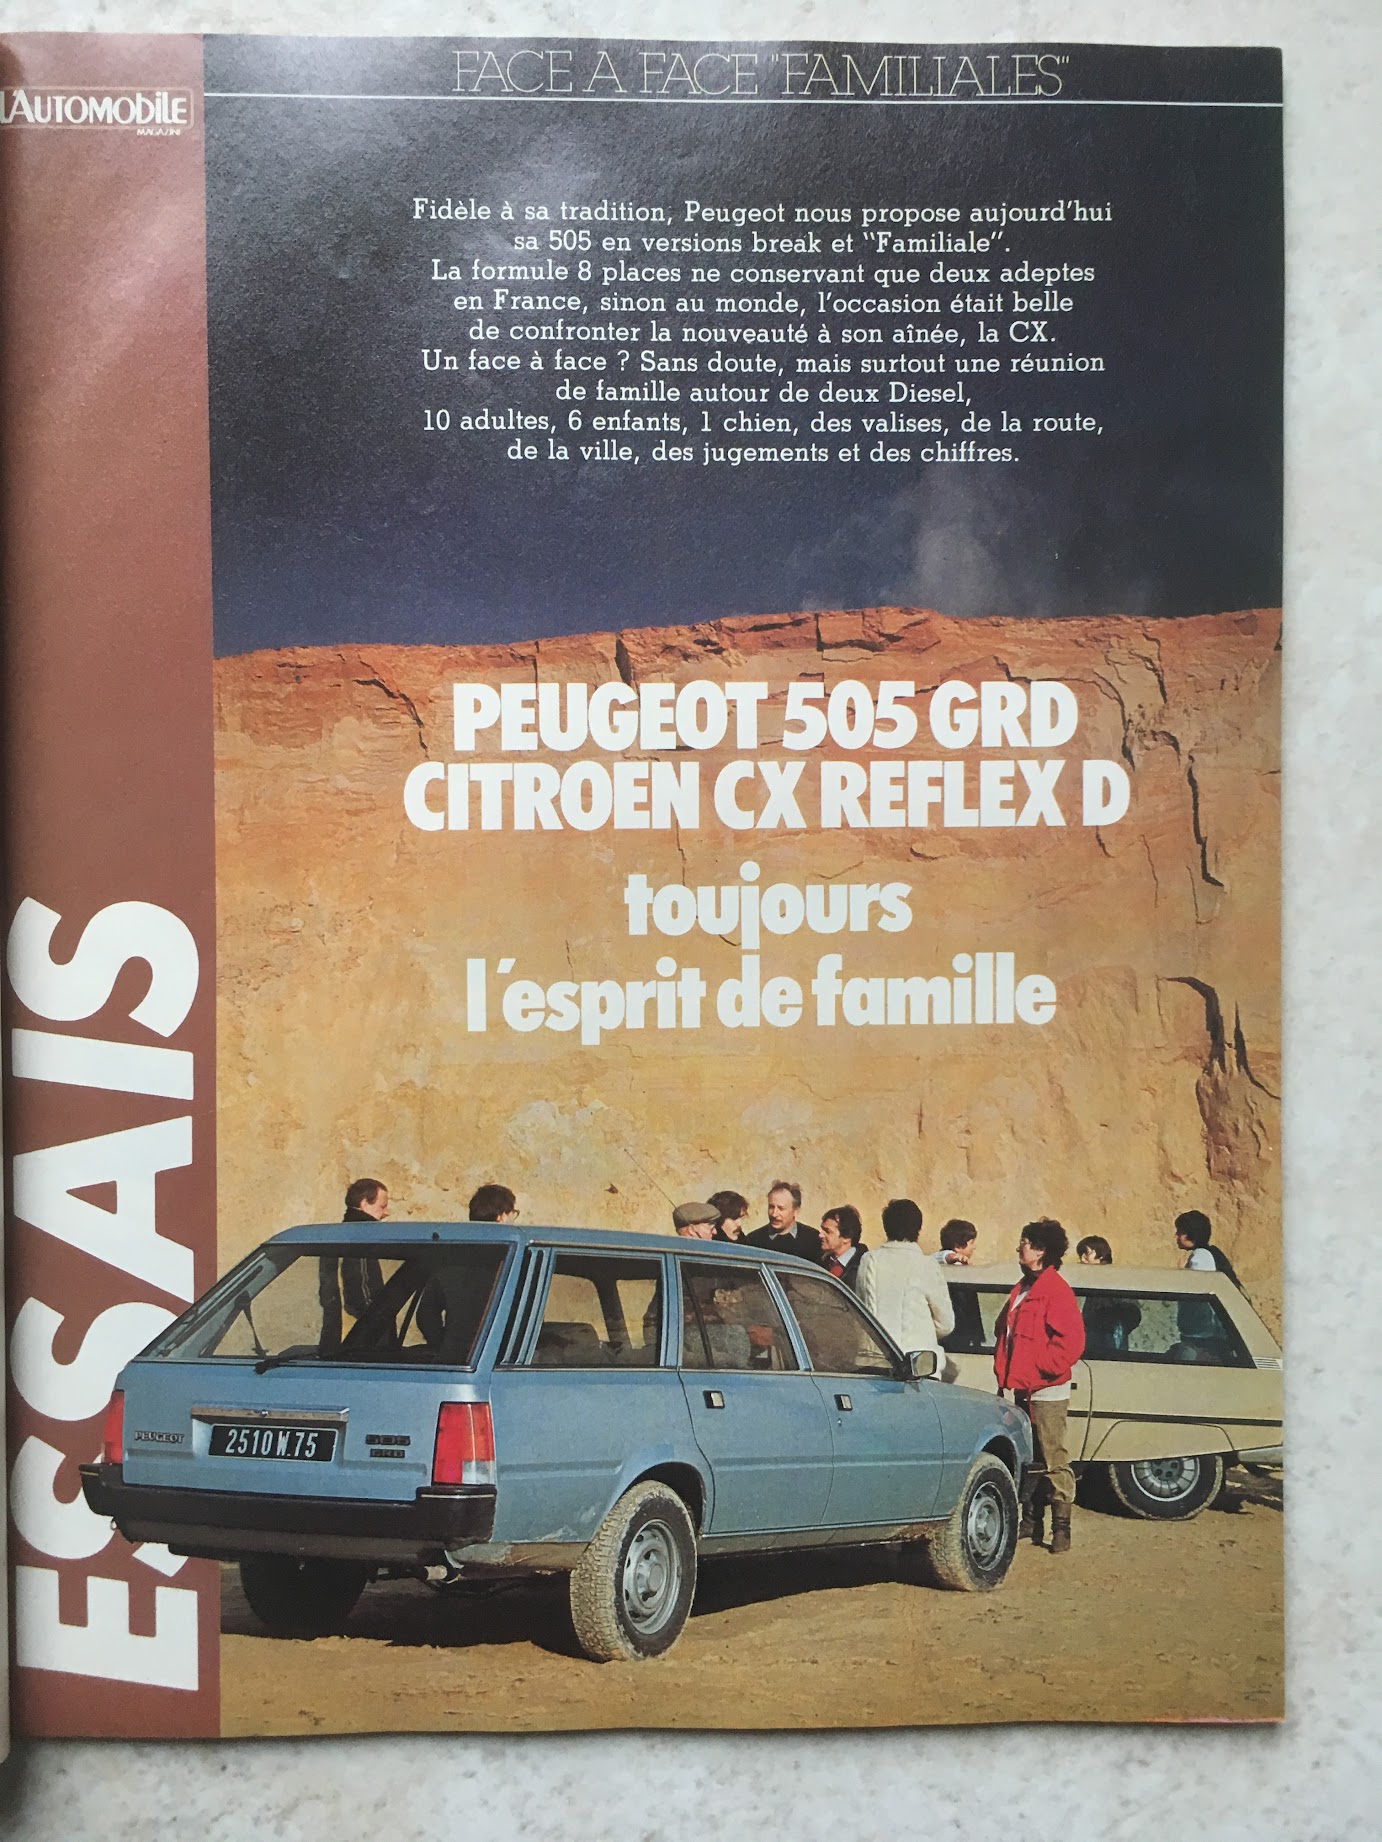 FACE A FACE "FAMILIALES"
L'AUTOMOBILE
MAGAZINE
Fidèle à sa tradition, Peugeot nous propose aujourd'hui
sa 505 en versions break et "Familiale".
La formule 8 places ne conservant que deux adeptes
en France, sinon au monde, l'occasion était belle
de confronter la nouveauté à son aînée, la CX.
Un face à face ? Sans doute, mais surtout une réunion
de famille autour de deux Diesel,
10 adultes, 6 enfants, 1 chien, des valises, de la route,
de la ville, des jugements et des chiffres.
PEUGEOT 505 GRD
CITROEN CX REFLEX D
toujours
l'esprit de famille
ESSAIS
PEUGEOT
2510 W.75
505
GRD